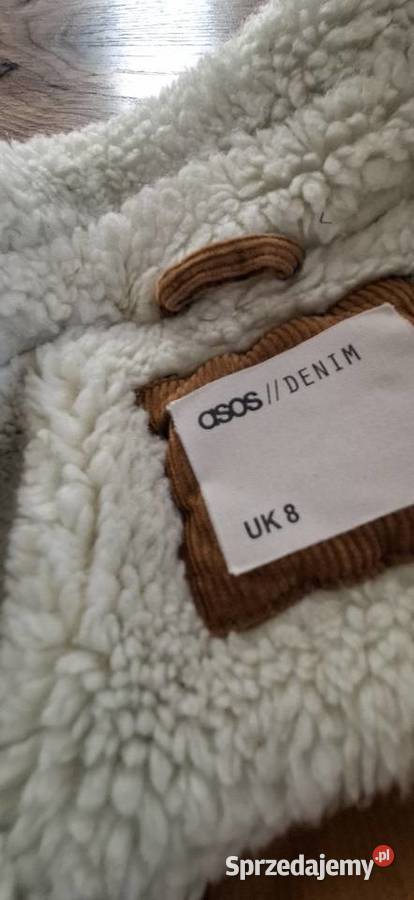 asos//DENIM
UK 8
Sprzedajemy.pl